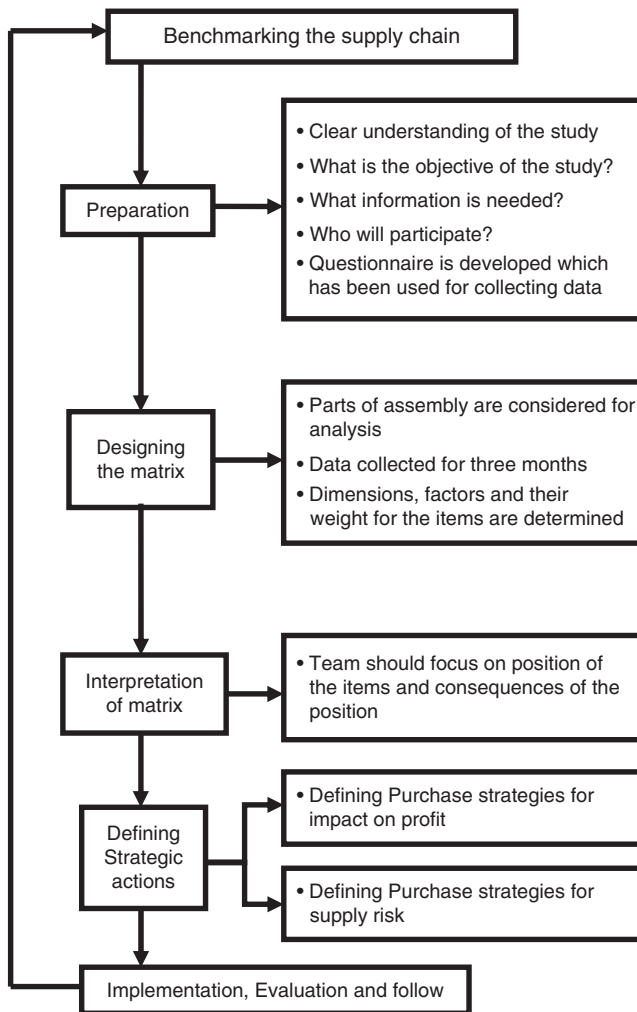 Benchmarking the supply chain
Preparation
• Clear understanding of the study
• What is the objective of the study?
• What information is needed?
• Who will participate?
• Questionnaire is developed which
has been used for collecting data
Designing
the matrix
• Parts of assembly are considered for
analysis
• Data collected for three months
• Dimensions, factors and their
weight for the items are determined
Interpretation
of matrix
• Team should focus on position of
the items and consequences of the
position
Defining
Strategic
actions
• Defining Purchase strategies for
impact on profit
• Defining Purchase strategies for
supply risk
Implementation, Evaluation and follow